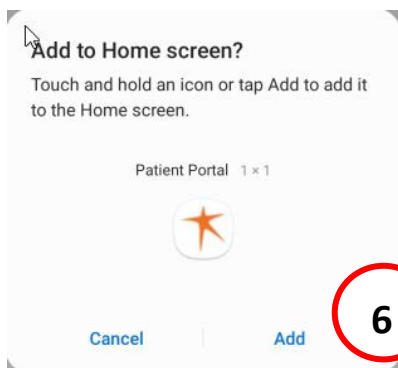 Add to Home screen?
Touch and hold an icon or tap Add to add it
to the Home screen.
Patient Portal 1 × 1
Cancel Add
6